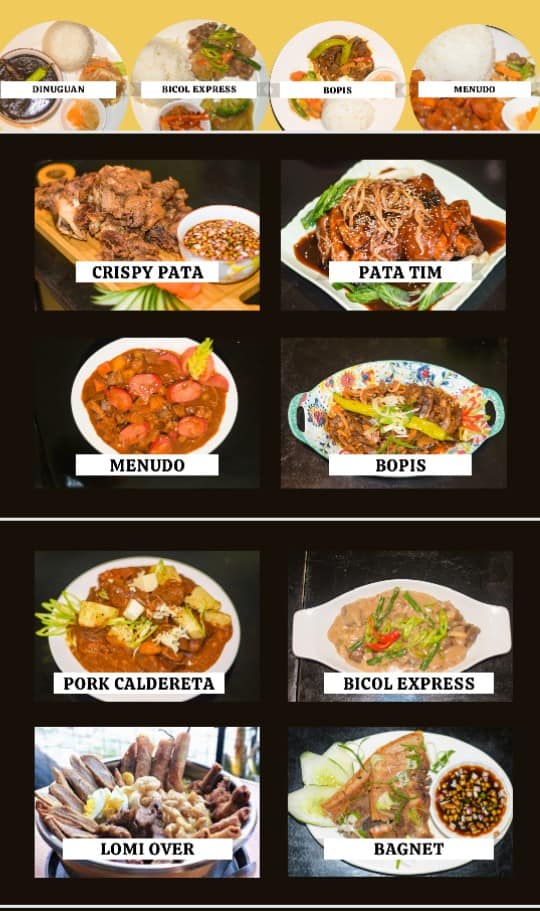 DINUGUAN
BICOL EXPRESS
BOPIS
MENUDO
CRISPY PATA
PATA TIM
MENUDO
BOPIS
PORK CALDERETA
BICOL EXPRESS
LOMI OVER
BAGNET